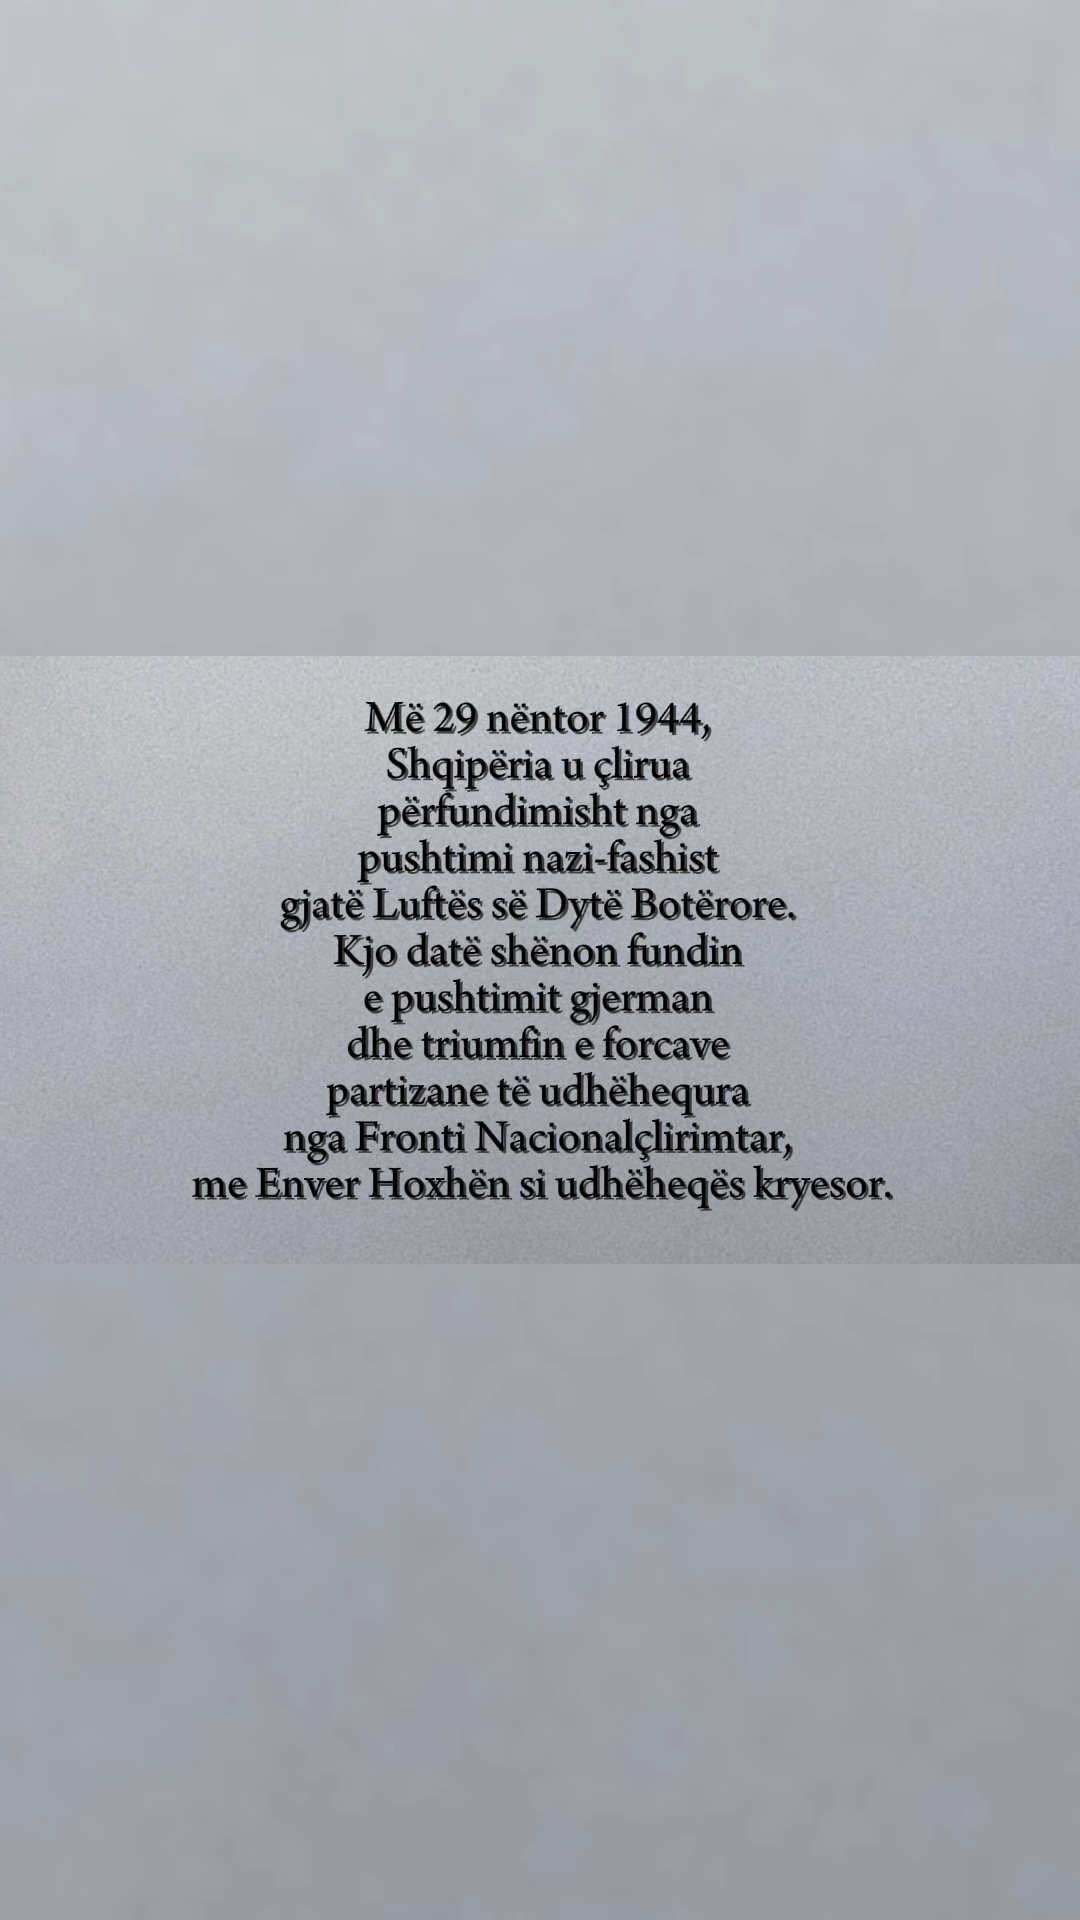 Më 29 nëntor 1944,
Shqipëria u çlirua
përfundimisht nga
pushtimi nazi-fashist
gjatë Luftës së Dytë Botërore.
Kjo datë shënon fundin
e pushtimit gjerman
dhe triumfin e forcave
partizane të udhëhequra
nga Fronti Nacionalçlirimtar,
me Enver Hoxhën si udhëheqës kryesor.